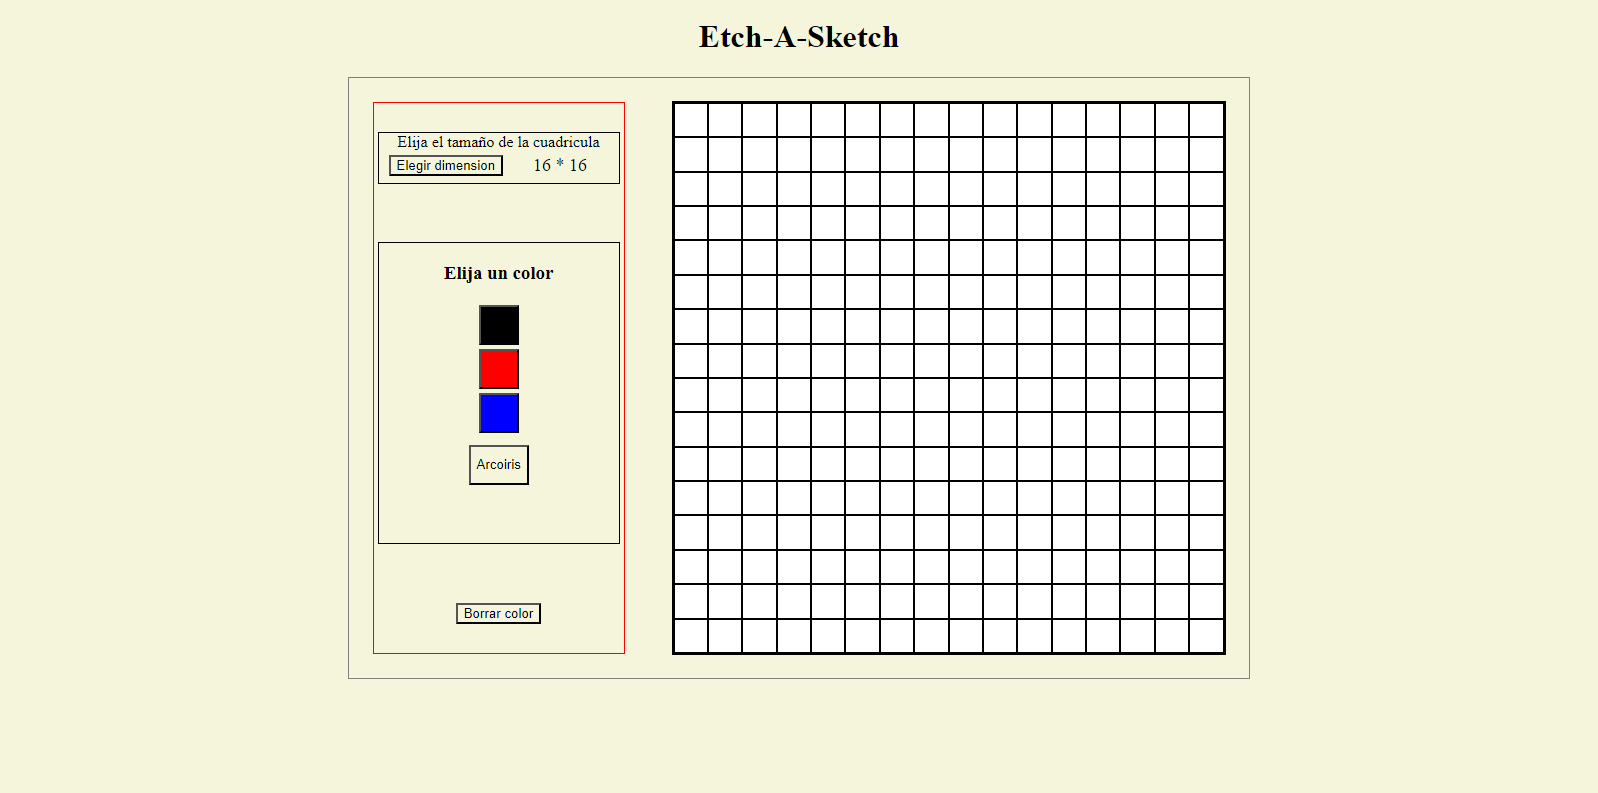 Etch-A-Sketch
Elija el tamaño de la cuadricula
Elegir dimension 16 * 16
Elija un color
Arcoiris
Borrar color